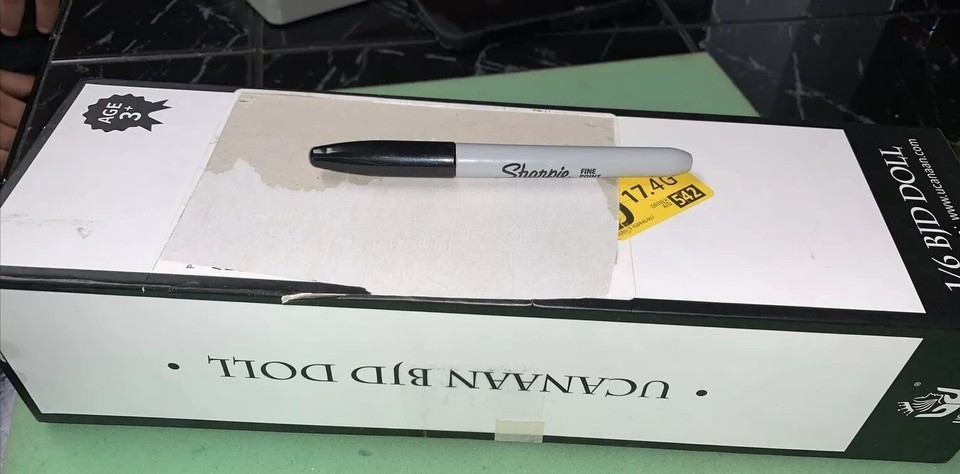 AGE
3+
Sharpie
FINE
POINT
17.4G
542
1/6 BJD DOLL
www.ucanaan.com
UCANAAN BJD DOLL